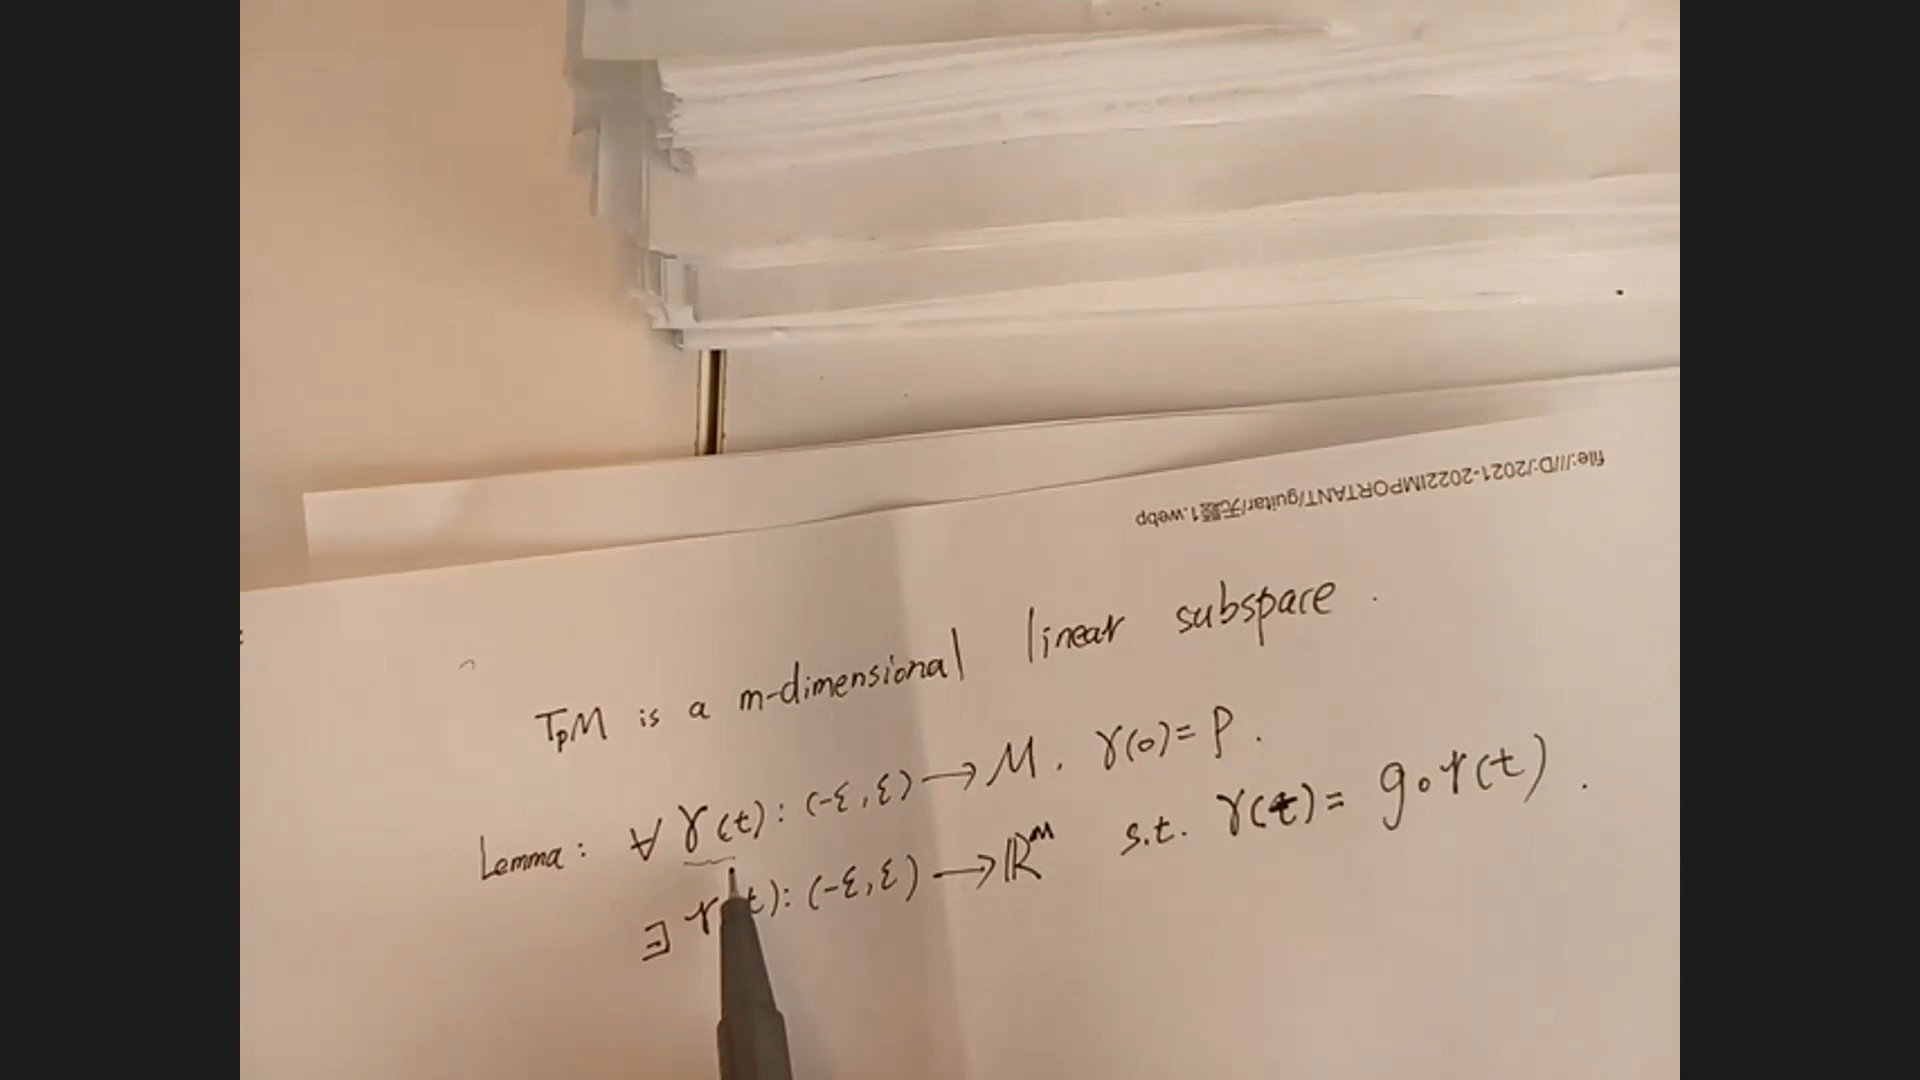 file:///D:/2021-2022IMPORTANT/guitar/无题1.webp
TₚM is a m-dimensional linear subspace.
Lemma: ∀ γ(t): (-ε, ε) → M. γ(0) = P.
∃ r(t): (-ε, ε) → ℝᵐ s.t. γ(t) = g∘r(t).